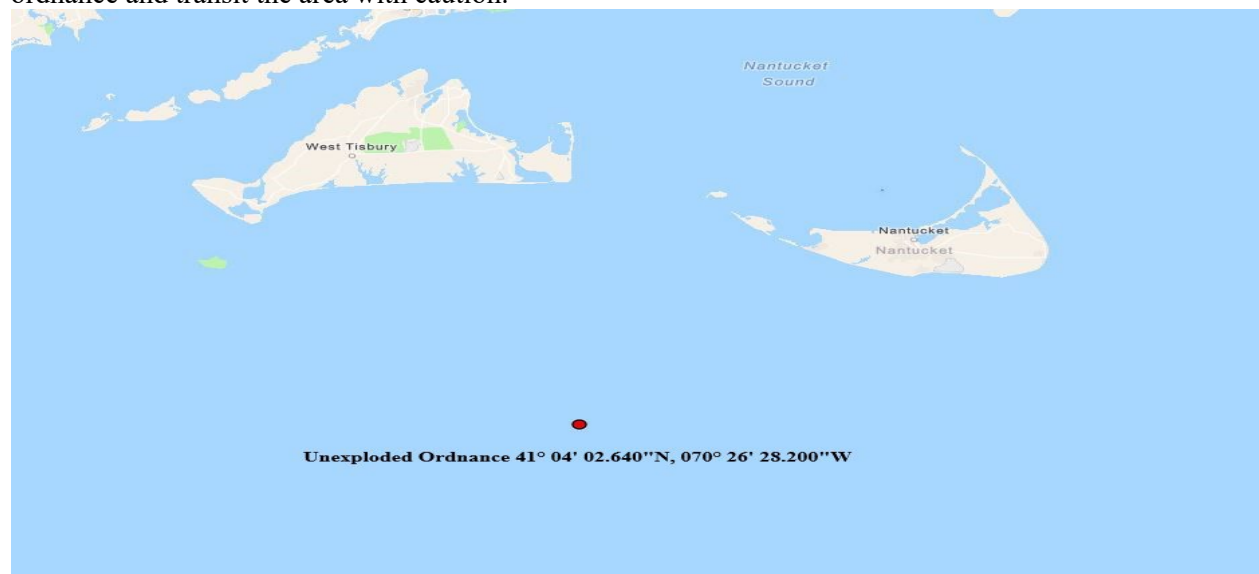 ordnance and transit the area with caution.
Nantucket
Sound
West Tisbury
Nantucket
Nantucket
Unexploded Ordnance 41° 04' 02.640"N, 070° 26' 28.200"W